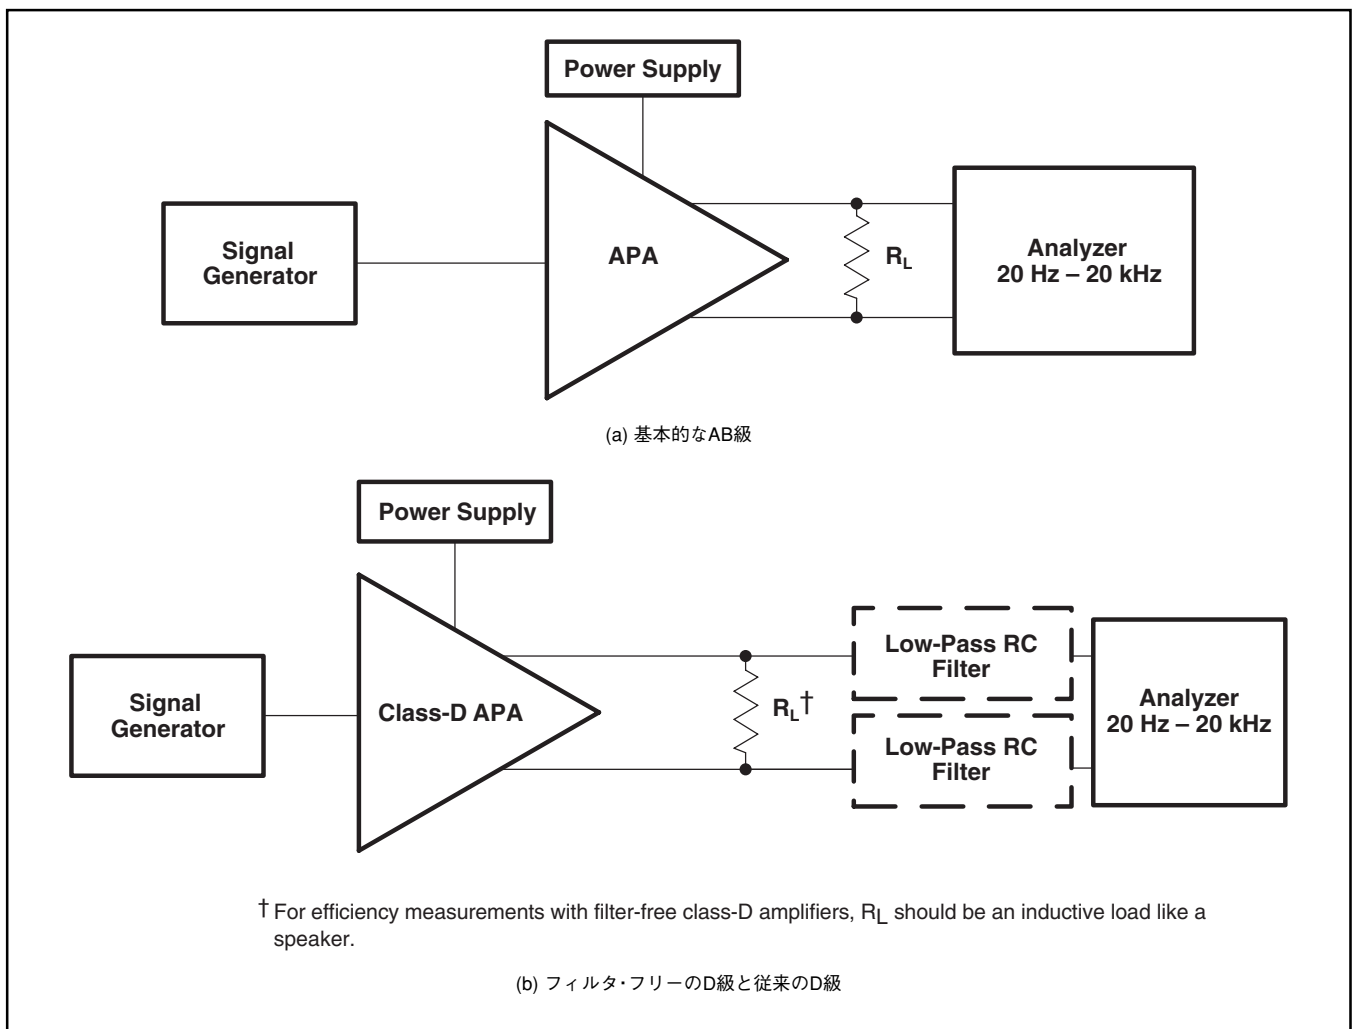 Power Supply
Signal
Generator
APA
RL
Analyzer
20 Hz – 20 kHz
(a) 基本的なAB級
Power Supply
Signal
Generator
Class-D APA
RL†
Low-Pass RC
Filter
Low-Pass RC
Filter
Analyzer
20 Hz – 20 kHz
† For efficiency measurements with filter-free class-D amplifiers, RL should be an inductive load like a
speaker.
(b) フィルタ・フリーのD級と従来のD級